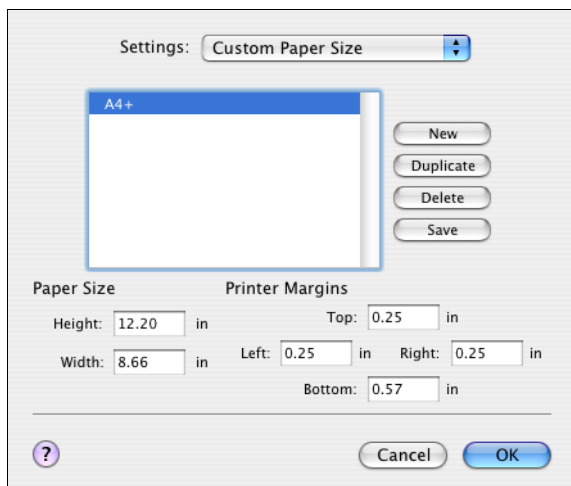 Settings: Custom Paper Size
A4+
New
Duplicate
Delete
Save
Paper Size
Printer Margins
Height: 12.20 in
Top: 0.25 in
Width: 8.66 in
Left: 0.25 in Right: 0.25 in
Bottom: 0.57 in
? Cancel OK